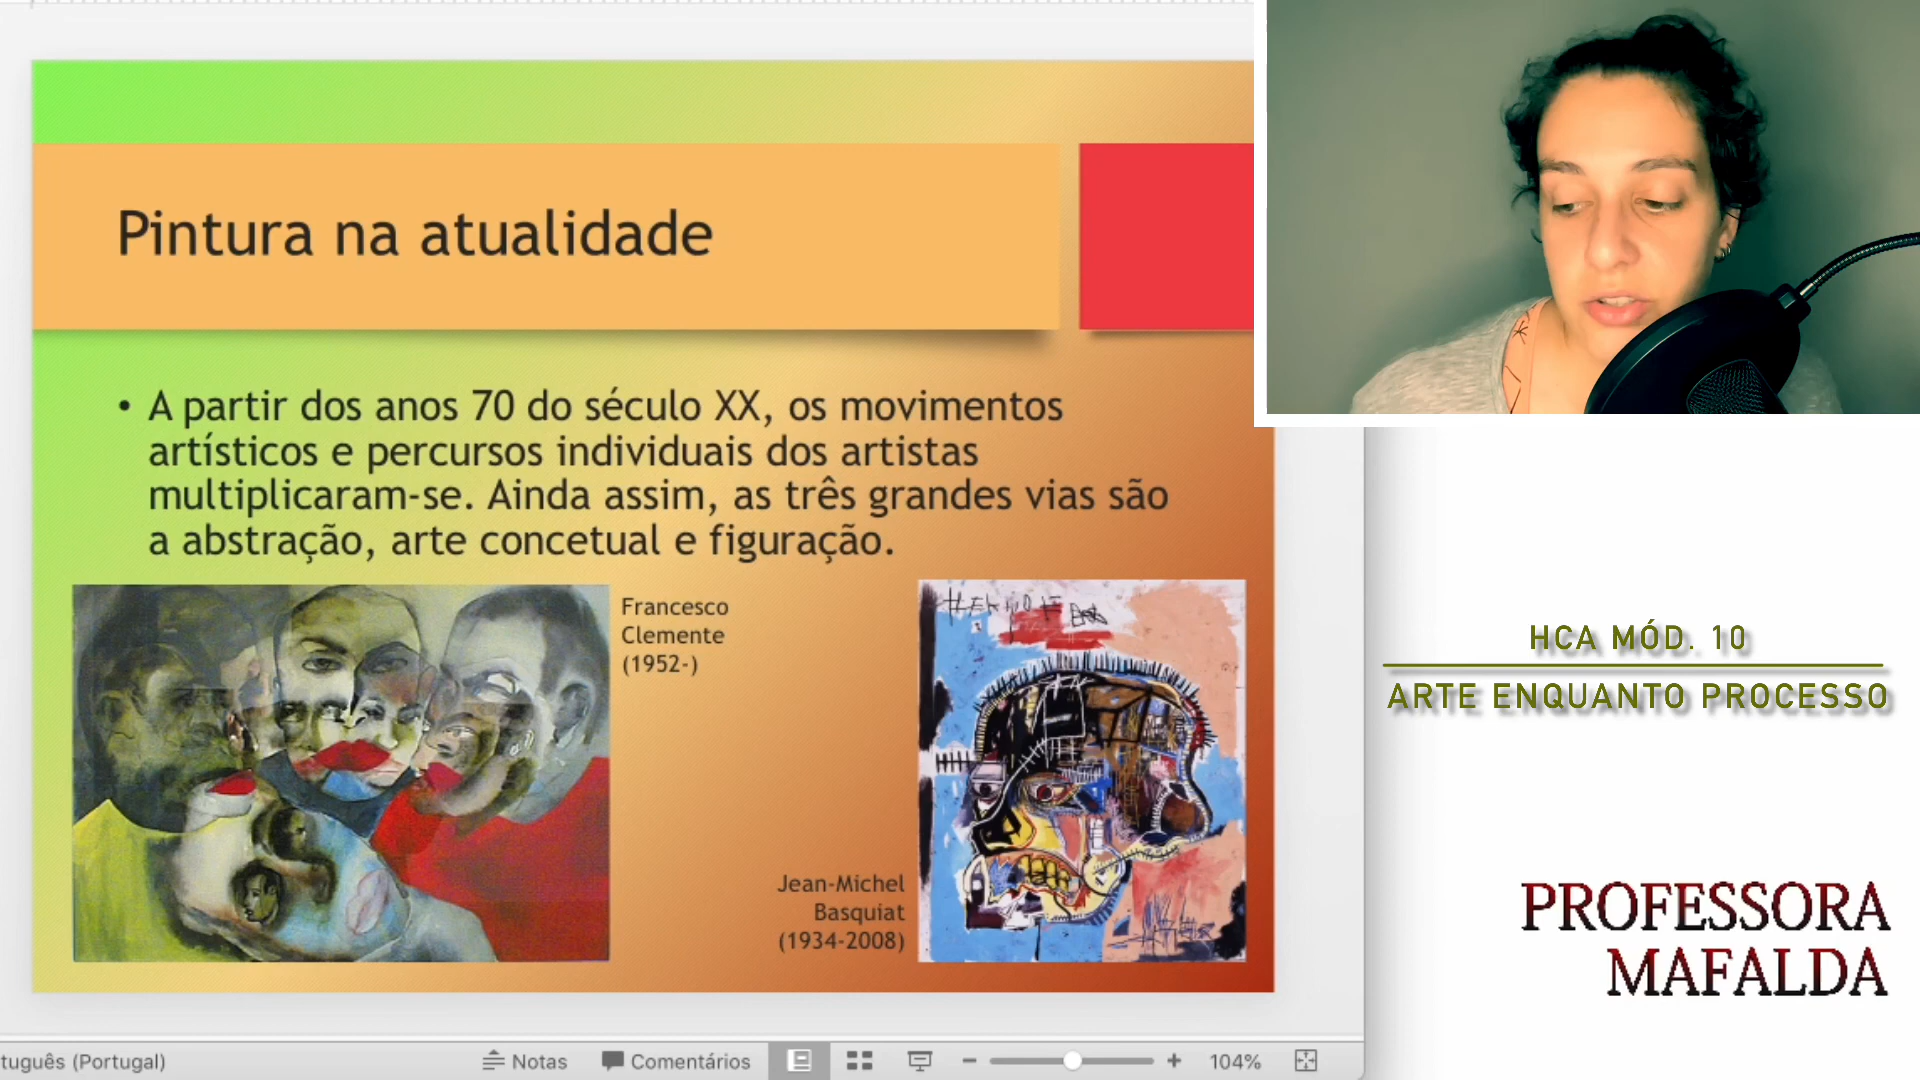 Pintura na atualidade
• A partir dos anos 70 do século XX, os movimentos
artísticos e percursos individuais dos artistas
multiplicaram-se. Ainda assim, as três grandes vias são
a abstração, arte concetual e figuração.
Francesco
Clemente
(1952-)
Jean-Michel
Basquiat
(1934-2008)
HCA MÓD. 10
ARTE ENQUANTO PROCESSO
PROFESSORA
MAFALDA
tuguês (Portugal)
Notas
Comentários
104%